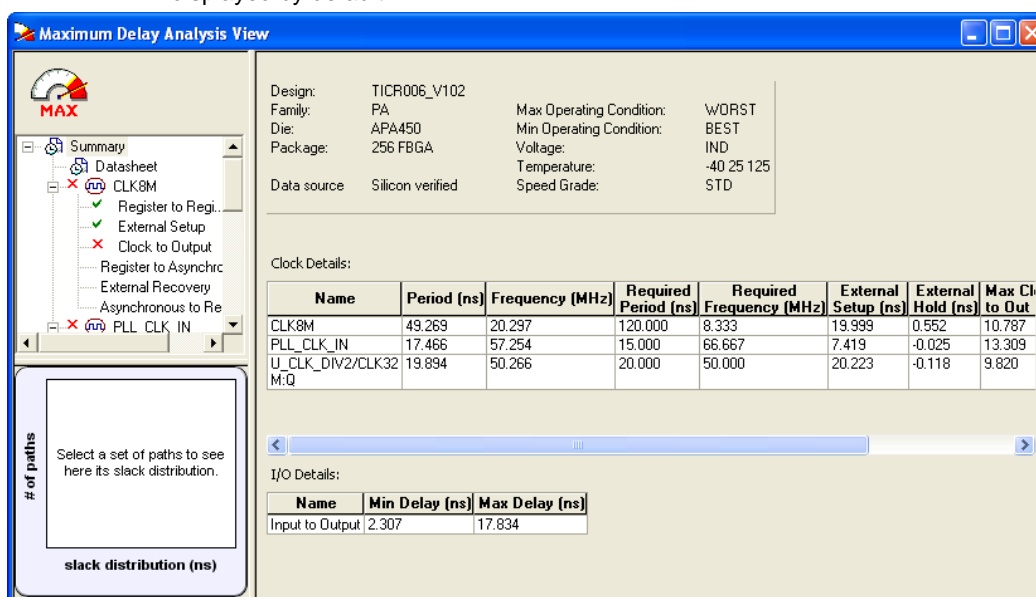 Maximum Delay Analysis View
MAX
Summary
Datasheet
CLK8M
Register to Regi...
External Setup
Clock to Output
Register to Asynchrc
External Recovery
Asynchronous to Re
PLL_CLK_IN
# of paths
Select a set of paths to see
here its slack distribution.
slack distribution (ns)
Design: TICR006_V102
Family: PA Max Operating Condition: WORST
Die: APA450 Min Operating Condition: BEST
Package: 256 FBGA Voltage: IND
Temperature: -40 25 125
Data source Silicon verified Speed Grade: STD
Clock Details:
Name Period (ns) Frequency (MHz) Required Period (ns) Required Frequency (MHz) External Setup (ns) External Hold (ns) Max Cl to Out
CLK8M 49.269 20.297 120.000 8.333 19.999 0.552 10.787
PLL_CLK_IN 17.466 57.254 15.000 66.667 7.419 -0.025 13.309
U_CLK_DIV2/CLK32 19.894 50.266 20.000 50.000 20.223 -0.118 9.820
M:Q
I/O Details:
Name Min Delay (ns) Max Delay (ns)
Input to Output 2.307 17.834